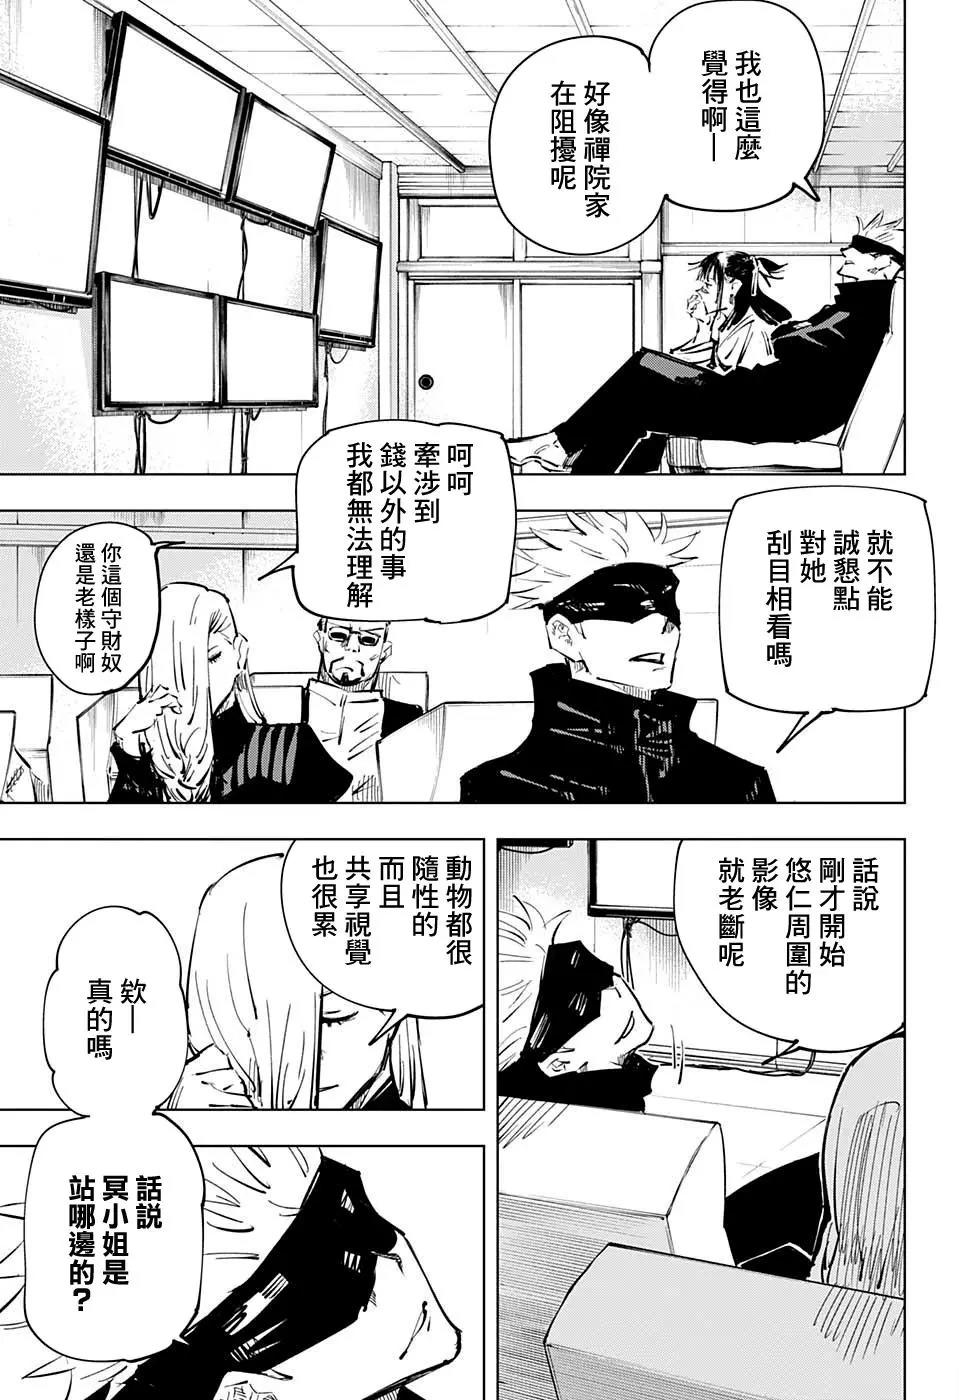 我也這麼
覺得啊—
好像禪院家
在阻擾呢
就不能
誠懇點
對她
刮目相看嗎
呵呵
牽涉到
錢以外的事
我都無法理解
你這個守財奴
還是老樣子啊
話說
剛才開始
悠仁周圍的
影像
就老斷呢
動物都很
隨性的
而且
共享視覺
也很累
欸—
真的嗎
話說
冥小姐是
站哪邊的？